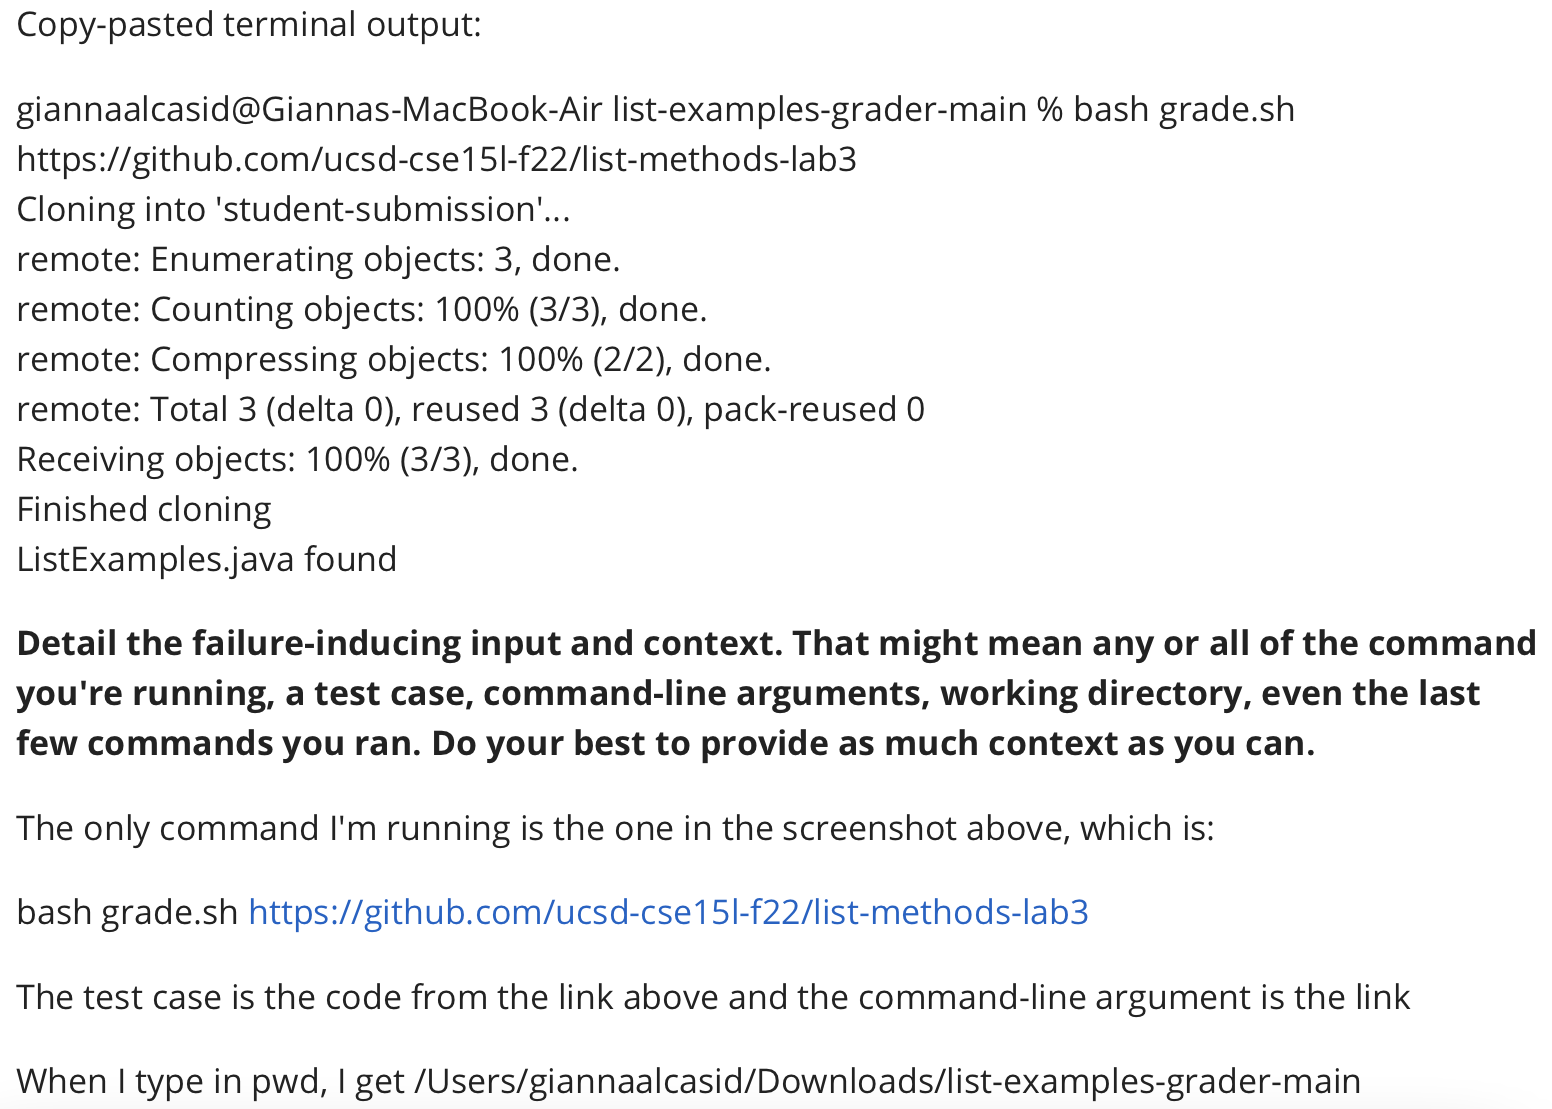 Copy-pasted terminal output:
giannaalcasid@Giannas-MacBook-Air list-examples-grader-main % bash grade.sh
https://github.com/ucsd-cse15l-f22/list-methods-lab3
Cloning into 'student-submission'...
remote: Enumerating objects: 3, done.
remote: Counting objects: 100% (3/3), done.
remote: Compressing objects: 100% (2/2), done.
remote: Total 3 (delta 0), reused 3 (delta 0), pack-reused 0
Receiving objects: 100% (3/3), done.
Finished cloning
ListExamples.java found
Detail the failure-inducing input and context. That might mean any or all of the command
you're running, a test case, command-line arguments, working directory, even the last
few commands you ran. Do your best to provide as much context as you can.
The only command I'm running is the one in the screenshot above, which is:
bash grade.sh https://github.com/ucsd-cse15l-f22/list-methods-lab3
The test case is the code from the link above and the command-line argument is the link
When I type in pwd, I get /Users/giannaalcasid/Downloads/list-examples-grader-main